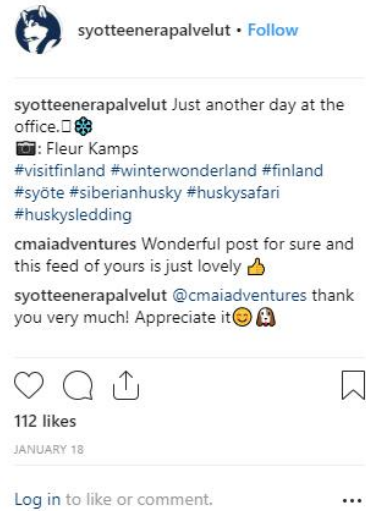 syotteenerapalvelut • Follow
syotteenerapalvelut Just another day at the
office.▯❄
📷: Fleur Kamps
#visitfinland #winterwonderland #finland
#syöte #siberianhusky #huskysafari
#huskysledding
cmaiadventures Wonderful post for sure and
this feed of yours is just lovely 👍
syotteenerapalvelut @cmaiadventures thank
you very much! Appreciate it😊🐶
112 likes
JANUARY 18
Log in to like or comment.